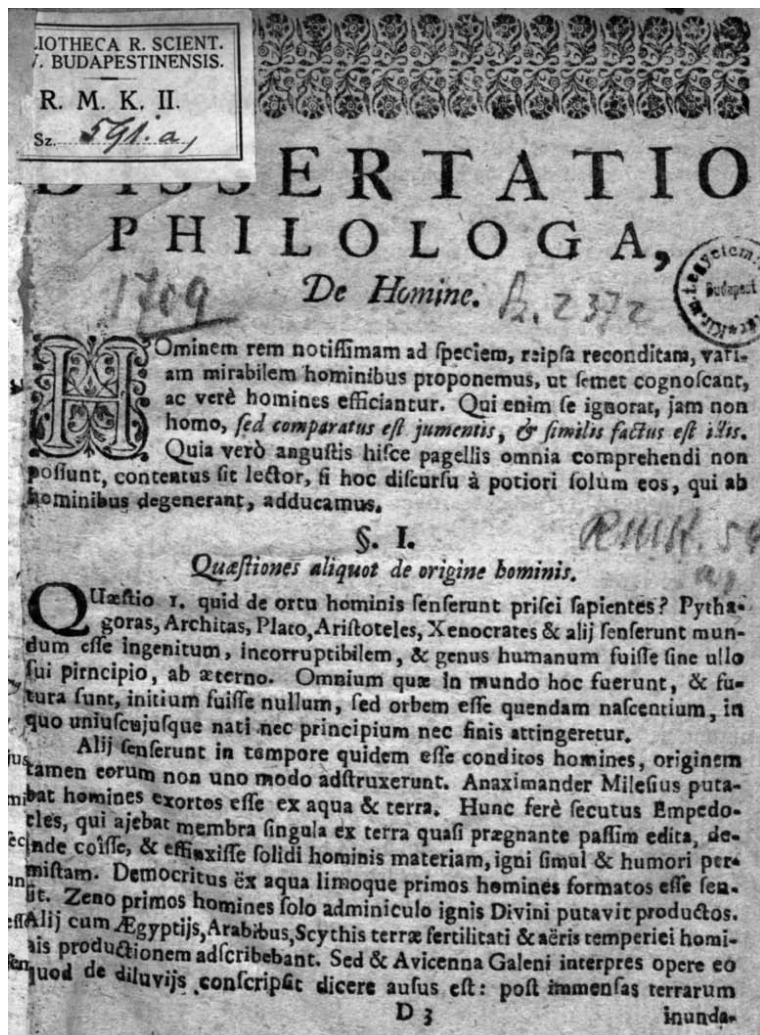 LIOTHECA R. SCIENT.
V. BUDAPESTINENSIS.
R. M. K. II.
Sz. 591. a,
DISSERTATIO
PHILOLOGA,
De Homine.
1709
B. 2372
Budapest
HOminem rem notiſſimam ad ſpeciem, reipſa reconditam, vari-
am mirabilem hominibus proponemus, ut ſemet cognoſcant,
ac verè homines efficiantur. Qui enim ſe ignorat, jam non
homo, ſed comparatus eſt jumentis, & ſimilis factus eſt illis.
Quia verò anguſtis hiſce pagellis omnia comprehendi non
poſſunt, contentus ſit lector, ſi hoc diſcurſu à potiori ſolum eos, qui ab
hominibus degenerant, adducamus.
§. I.
Quæſtiones aliquot de origine hominis.
QUæſtio 1. quid de ortu hominis ſenſerunt priſci ſapientes? Pytha-
goras, Architas, Plato, Ariſtoteles, Xenocrates & alij ſenſerunt mun-
dum eſſe ingenitum, incorruptibilem, & genus humanum fuiſſe ſine ullo
ſui pirncipio, ab æterno. Omnium quæ in mundo hoc fuerunt, & fu-
tura ſunt, initium fuiſſe nullum, ſed orbem eſſe quendam naſcentium, in
quo uniuſcujuſque nati nec principium nec finis attingeretur.
Alij ſenſerunt in tempore quidem eſſe conditos homines, originem
tamen eorum non uno modo adſtruxerunt. Anaximander Mileſius puta-
bat homines exortos eſſe ex aqua & terra. Hunc ferè ſecutus Empedo-
cles, qui ajebat membra ſingula ex terra quaſi prægnante paſſim edita, de-
inde coîſſe, & effinxiſſe ſolidi hominis materiam, igni ſimul & humori per-
miſtam. Democritus ëx aqua limoque primos homines formatos eſſe ſen-
ſit. Zeno primos homines ſolo adminiculo ignis Divini putavit productos.
Alij cum Ægyptijs, Arabibus, Scythis terræ fertilitati & aëris temperiei homi-
nis productionem adſcribebant. Sed & Avicenna Galeni interpres opere eo
quod de diluvijs conſcripſit dicere auſus eſt: poſt immenſas terrarum
D 3 inunda-